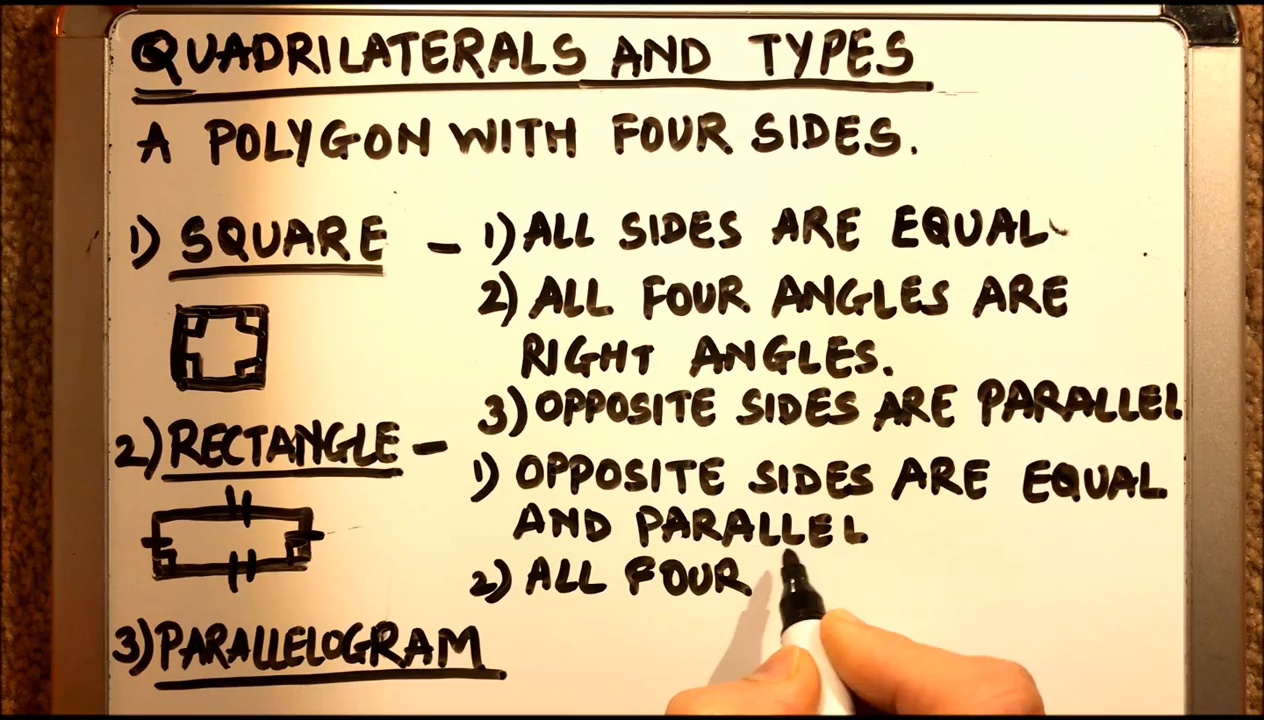 QUADRILATERALS AND TYPES
A POLYGON WITH FOUR SIDES.
1) SQUARE - 1) ALL SIDES ARE EQUAL
2) ALL FOUR ANGLES ARE
RIGHT ANGLES.
3) OPPOSITE SIDES ARE PARALLEL
2) RECTANGLE -
1) OPPOSITE SIDES ARE EQUAL
AND PARALLEL
2) ALL FOUR
3) PARALLELOGRAM